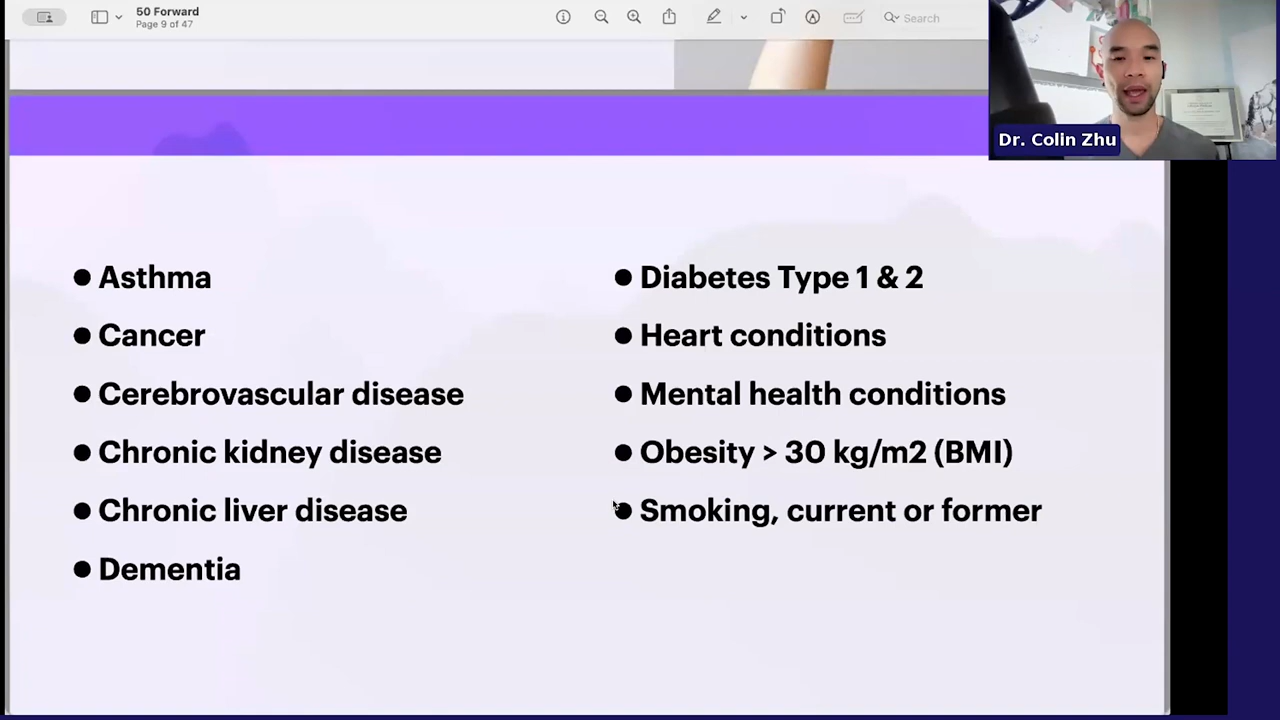 50 Forward
Page 9 of 47
Search
Dr. Colin Zhu
● Asthma
● Cancer
● Cerebrovascular disease
● Chronic kidney disease
● Chronic liver disease
● Dementia
● Diabetes Type 1 & 2
● Heart conditions
● Mental health conditions
● Obesity > 30 kg/m2 (BMI)
● Smoking, current or former